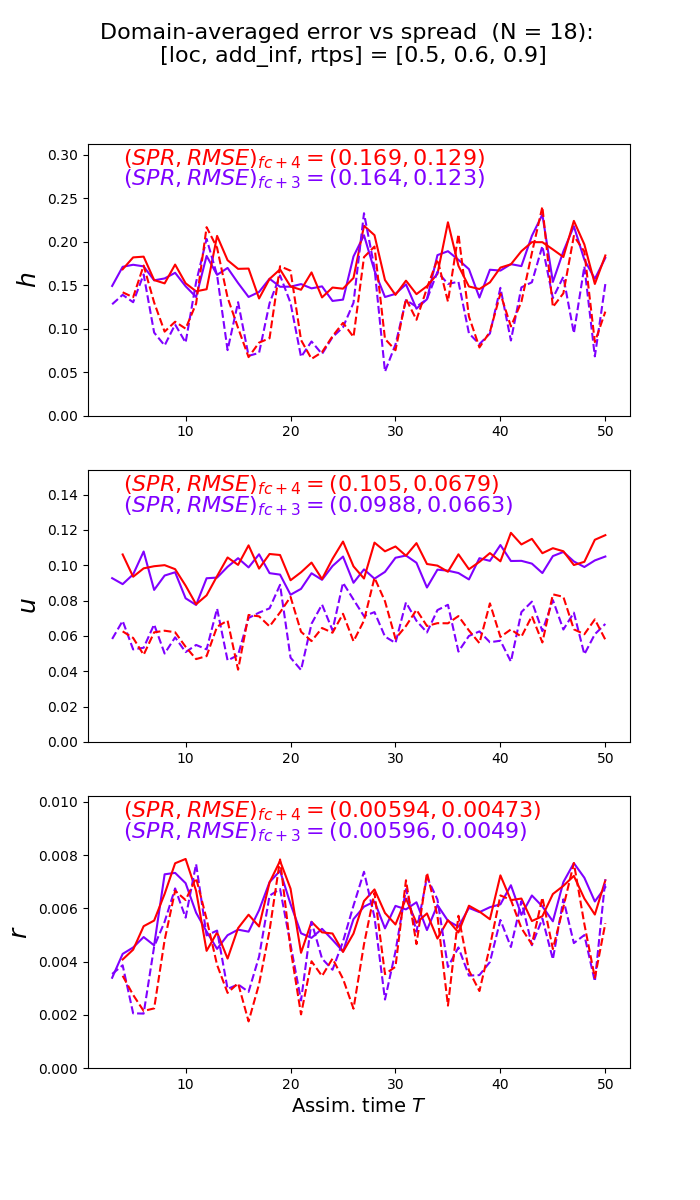 Domain-averaged error vs spread (N = 18):
[loc, add_inf, rtps] = [0.5, 0.6, 0.9]
(SPR, RMSE)fc+4 = (0.169, 0.129)
(SPR, RMSE)fc+3 = (0.164, 0.123)
0.30
0.25
0.20
0.15
0.10
0.05
0.00
h
10 20 30 40 50
(SPR, RMSE)fc+4 = (0.105, 0.0679)
(SPR, RMSE)fc+3 = (0.0988, 0.0663)
0.14
0.12
0.10
0.08
0.06
0.04
0.02
0.00
u
10 20 30 40 50
(SPR, RMSE)fc+4 = (0.00594, 0.00473)
(SPR, RMSE)fc+3 = (0.00596, 0.0049)
0.010
0.008
0.006
0.004
0.002
0.000
r
10 20 30 40 50
Assim. time T